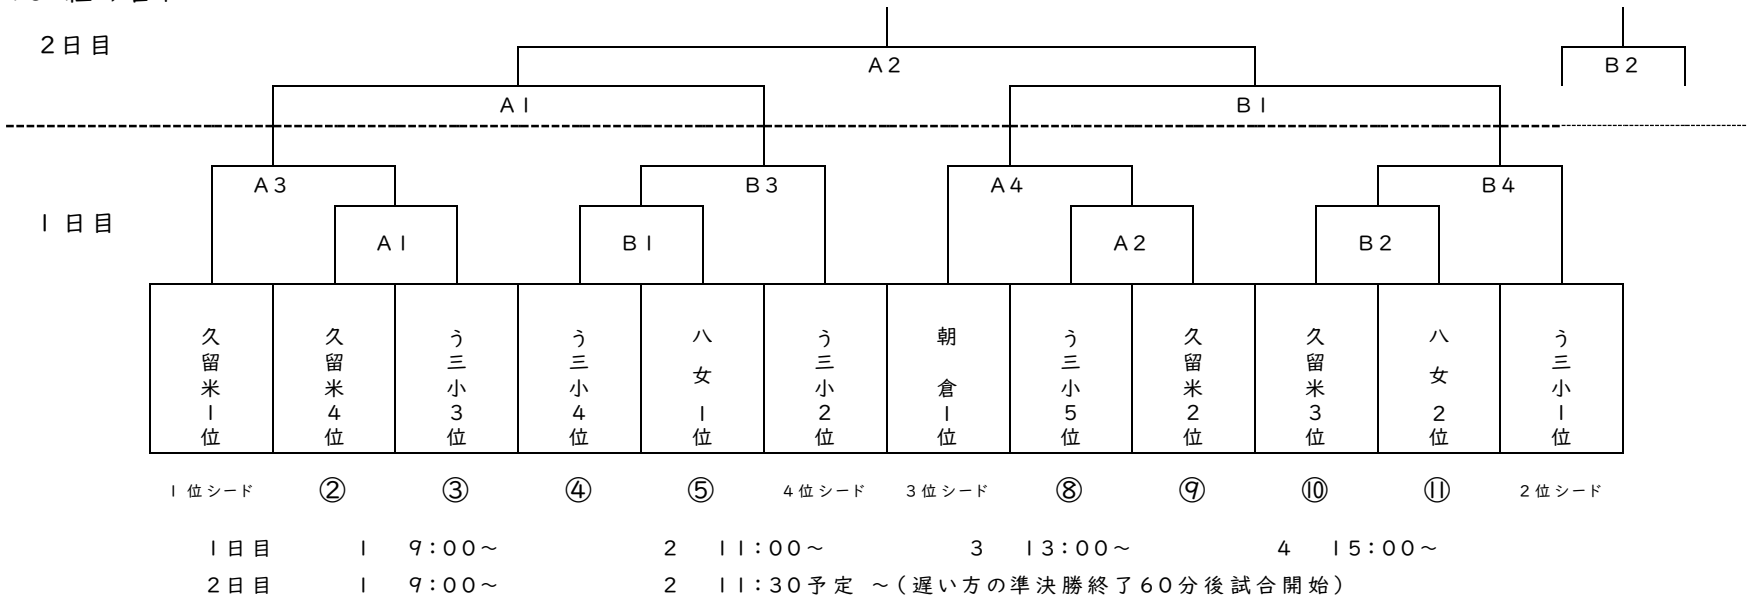 2日目
A2
B2
A1
B1
A3
B3
A4
B4
1日目
A1
B1
A2
B2
久留米1位
久留米4位
う三小3位
う三小4位
八女1位
う三小2位
朝倉1位
う三小5位
久留米2位
久留米3位
八女2位
う三小1位
1位シード ② ③ ④ ⑤ 4位シード 3位シード ⑧ ⑨ ⑩ ⑪ 2位シード
1日目 1 9:00～ 2 11:00～ 3 13:00～ 4 15:00～
2日目 1 9:00～ 2 11:30予定 ～(遅い方の準決勝終了60分後試合開始)